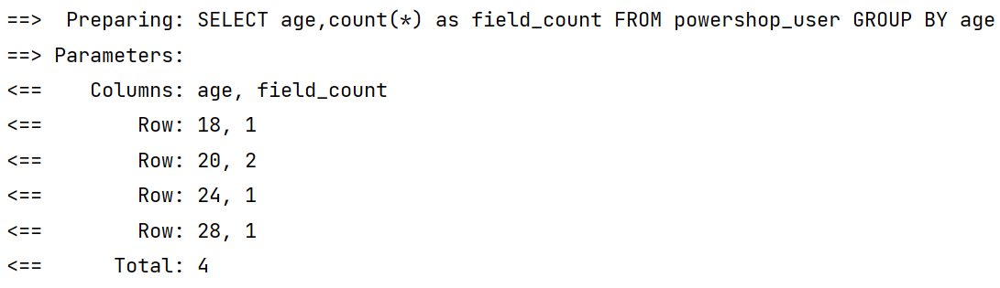 ==>  Preparing: SELECT age,count(*) as field_count FROM powershop_user GROUP BY age
==> Parameters:
<==    Columns: age, field_count
<==        Row: 18, 1
<==        Row: 20, 2
<==        Row: 24, 1
<==        Row: 28, 1
<==      Total: 4